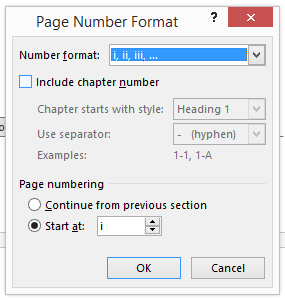 Page Number Format ? ×
Number format: i, ii, iii, ...
Include chapter number
Chapter starts with style: Heading 1
Use separator: - (hyphen)
Examples: 1-1, 1-A
Page numbering
Continue from previous section
Start at: i
OK Cancel